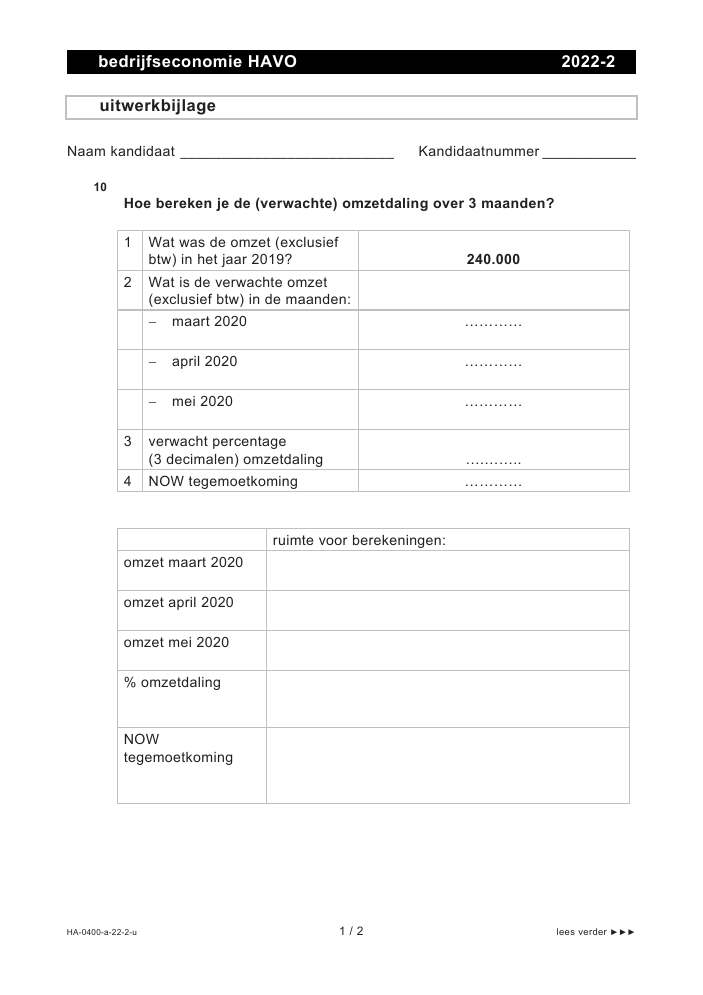 bedrijfseconomie HAVO 2022-2
uitwerkbijlage
Naam kandidaat __________________________ Kandidaatnummer ___________
10
Hoe bereken je de (verwachte) omzetdaling over 3 maanden?
1 Wat was de omzet (exclusief
btw) in het jaar 2019? 240.000
2 Wat is de verwachte omzet
(exclusief btw) in de maanden:
– maart 2020 …………
– april 2020 …………
– mei 2020 …………
3 verwacht percentage
(3 decimalen) omzetdaling ………..
4 NOW tegemoetkoming …………
ruimte voor berekeningen:
omzet maart 2020
omzet april 2020
omzet mei 2020
% omzetdaling
NOW
tegemoetkoming
HA-0400-a-22-2-u 1 / 2 lees verder ►►►